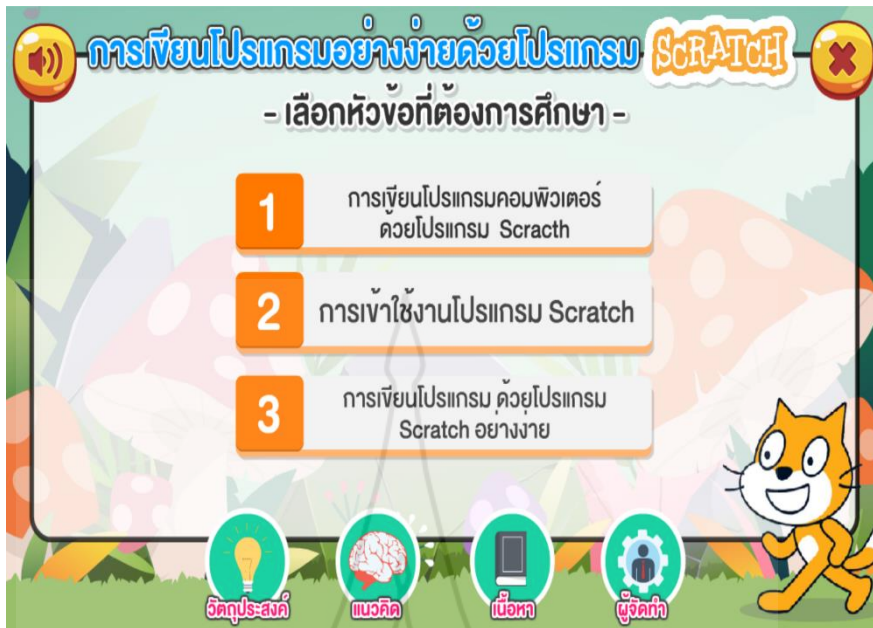 การเขียนโปรแกรมอย่างง่ายด้วยโปรแกรม SCRATCH
- เลือกหัวข้อที่ต้องการศึกษา -
1 การเขียนโปรแกรมคอมพิวเตอร์
ด้วยโปรแกรม Scracth
2 การเข้าใช้งานโปรแกรม Scratch
3 การเขียนโปรแกรม ด้วยโปรแกรม
Scratch อย่างง่าย
วัตถุประสงค์ แนวคิด เนื้อหา ผู้จัดทำ